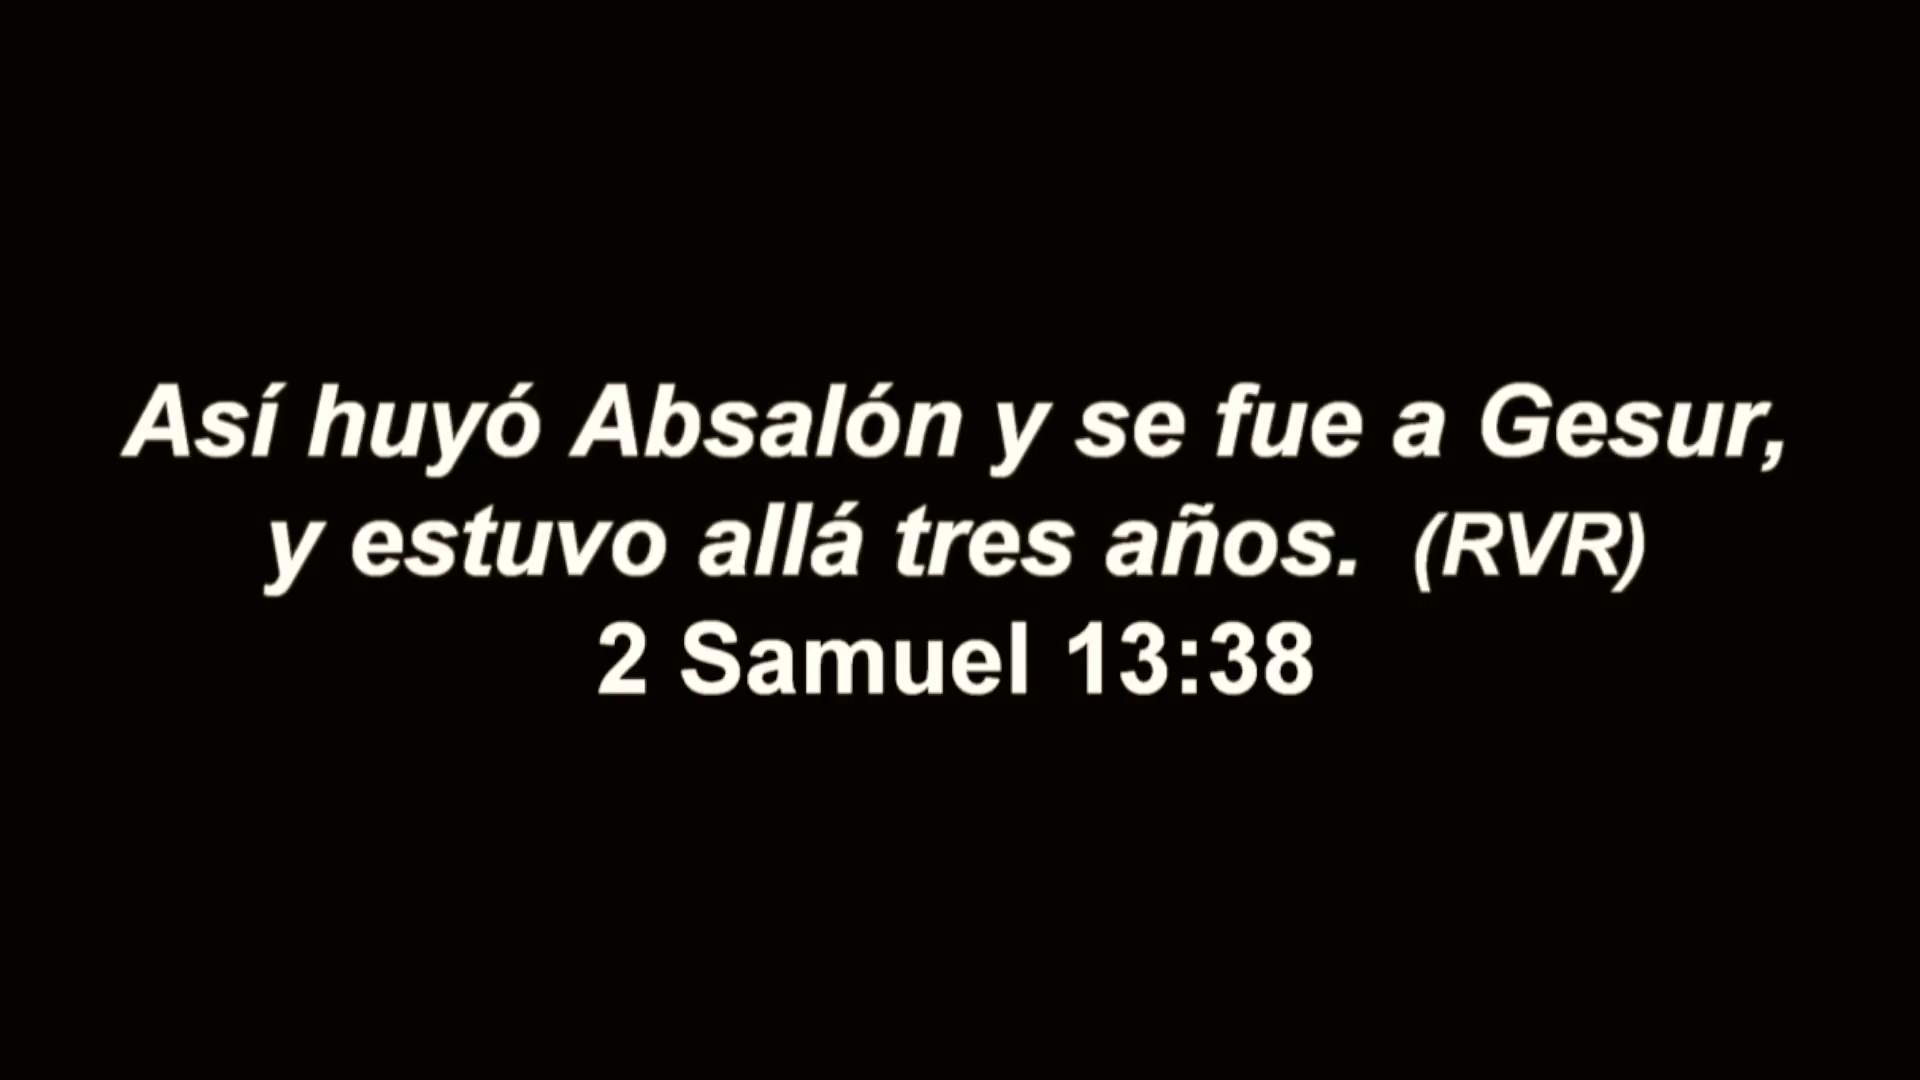 Así huyó Absalón y se fue a Gesur,
y estuvo allá tres años. (RVR)
2 Samuel 13:38